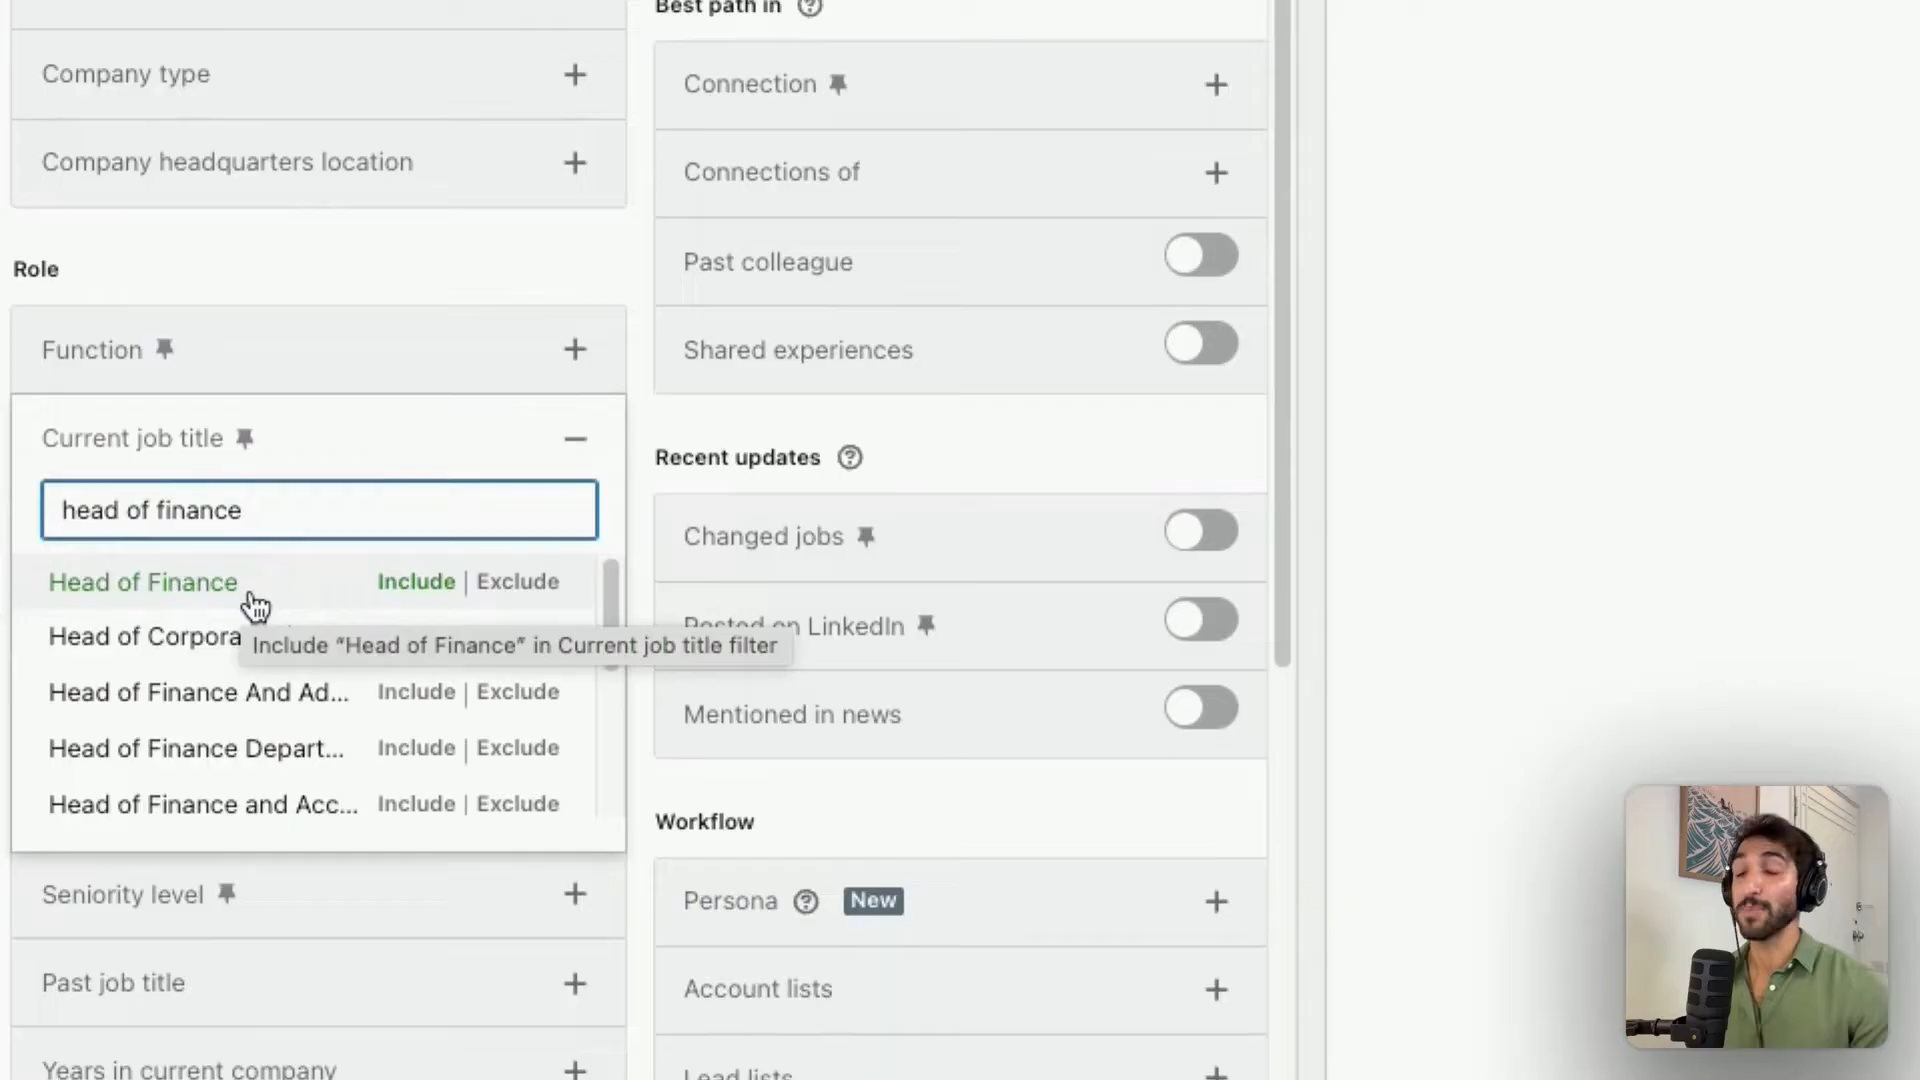 Company type
Company headquarters location
Role
Function
Current job title
head of finance
Head of Finance Include | Exclude
Head of Corpora
Include “Head of Finance” in Current job title filter
Head of Finance And Ad... Include | Exclude
Head of Finance Depart... Include | Exclude
Head of Finance and Acc... Include | Exclude
Seniority level
Past job title
Years in current company
Best path in
Connection
Connections of
Past colleague
Shared experiences
Recent updates
Changed jobs
Posted on LinkedIn
Mentioned in news
Workflow
Persona New
Account lists
Lead lists